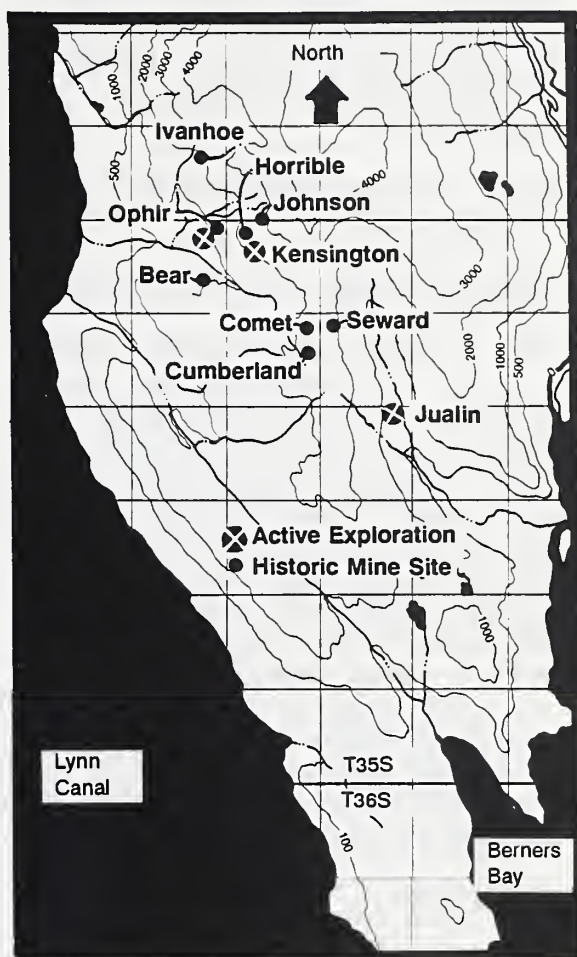 North
1000
2000
3000
4000
500
Ivanhoe
Horrible
4000
Ophir
Johnson
Kensington
3000
Bear
Comet
Seward
2000
1000
500
Cumberland
Jualin
Active Exploration
Historic Mine Site
1000
Lynn
Canal
T35S
T36S
100
Berners
Bay